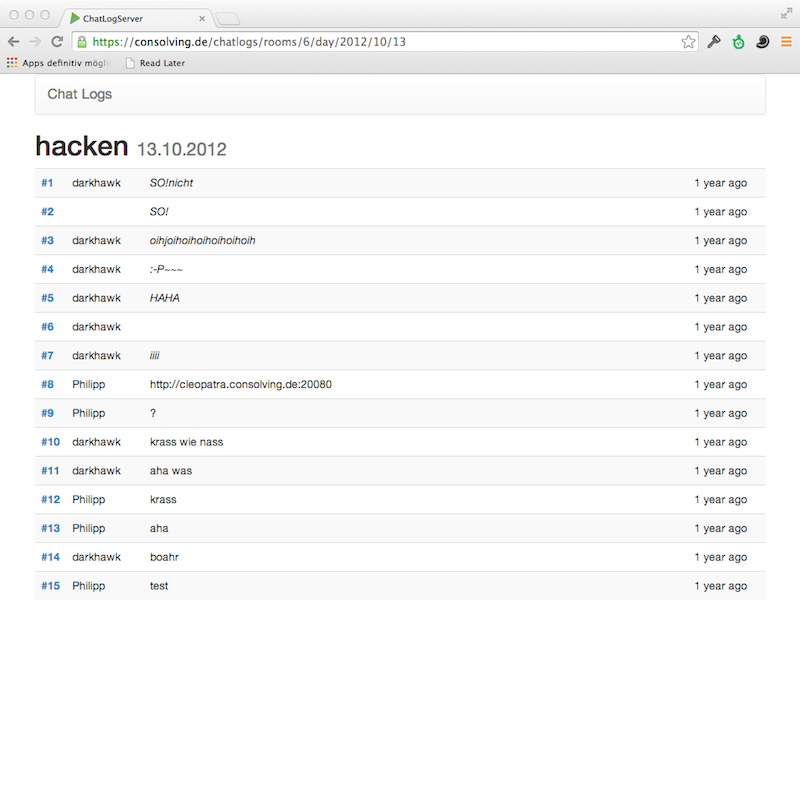 ChatLogServer
https://consolving.de/chatlogs/rooms/6/day/2012/10/13
Apps definitiv mögli Read Later
Chat Logs
hacken 13.10.2012
#1 darkhawk SO!nicht 1 year ago
#2 SO! 1 year ago
#3 darkhawk oihjoihoihoihoihoihoih 1 year ago
#4 darkhawk :-P~~~ 1 year ago
#5 darkhawk HAHA 1 year ago
#6 darkhawk 1 year ago
#7 darkhawk iiii 1 year ago
#8 Philipp http://cleopatra.consolving.de:20080 1 year ago
#9 Philipp ? 1 year ago
#10 darkhawk krass wie nass 1 year ago
#11 darkhawk aha was 1 year ago
#12 Philipp krass 1 year ago
#13 Philipp aha 1 year ago
#14 darkhawk boahr 1 year ago
#15 Philipp test 1 year ago